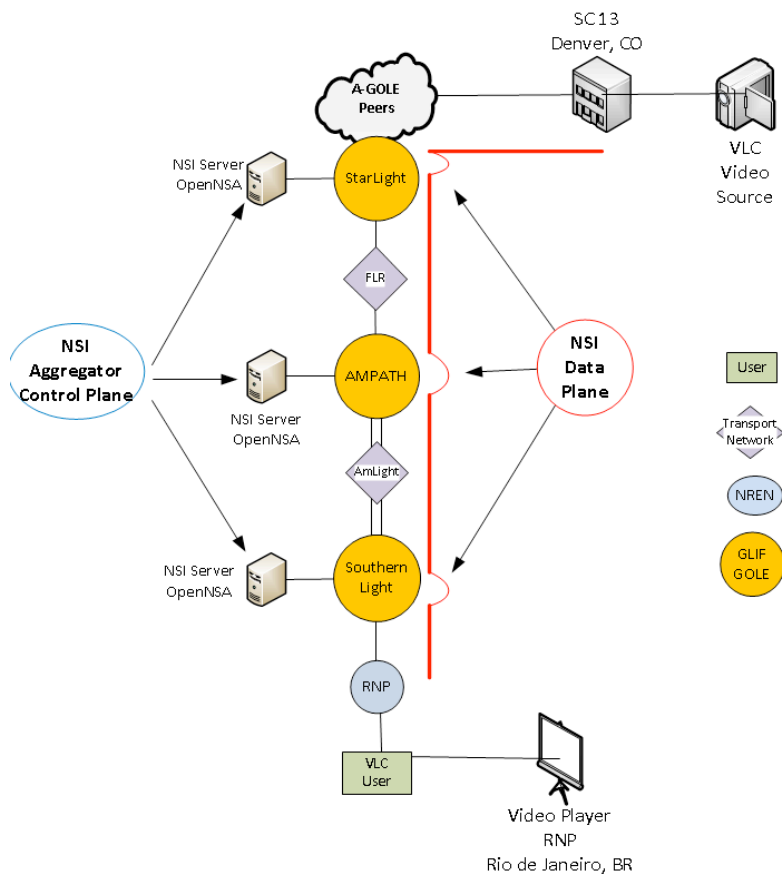 SC13
Denver, CO
A-GOLE
Peers
VLC
Video
Source
NSI Server
OpenNSA
StarLight
FLR
NSI
Aggregator
Control Plane
AMPATH
NSI
Data
Plane
NSI Server
OpenNSA
AmLight
NSI Server
OpenNSA
Southern
Light
RNP
VLC
User
Video Player
RNP
Rio de Janeiro, BR
User
Transport
Network
NREN
GLIF
GOLE